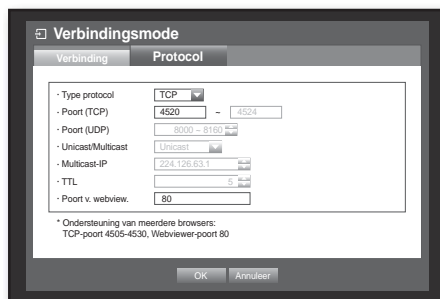 Verbindingsmode
Verbinding Protocol
· Type protocol TCP
· Poort (TCP) 4520 ~ 4524
· Poort (UDP) 8000 ~ 8160
· Unicast/Multicast Unicast
· Multicast-IP 224.126.63.1
· TTL 5
· Poort v. webview. 80
* Ondersteuning van meerdere browsers:
TCP-poort 4505-4530, Webviewer-poort 80
OK Annuleer